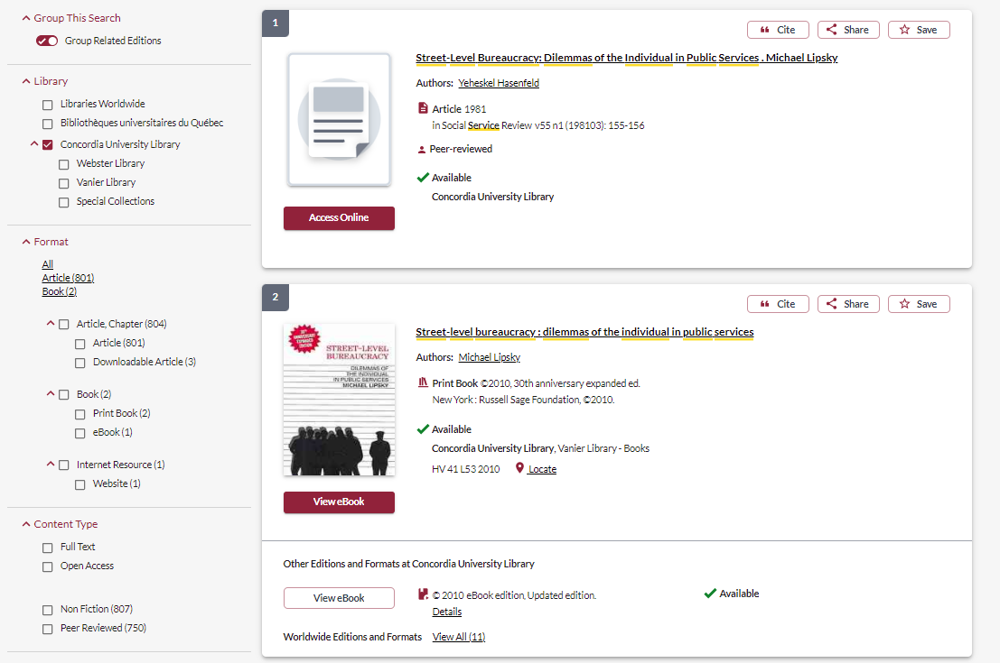 Group This Search
Group Related Editions
Library
Libraries Worldwide
Bibliothèques universitaires du Québec
Concordia University Library
Webster Library
Vanier Library
Special Collections
Format
All
Article (801)
Book (2)
Article, Chapter (804)
Article (801)
Downloadable Article (3)
Book (2)
Print Book (2)
eBook (1)
Internet Resource (1)
Website (1)
Content Type
Full Text
Open Access
Non Fiction (807)
Peer Reviewed (750)
1
Cite Share Save
Street-Level Bureaucracy: Dilemmas of the Individual in Public Services . Michael Lipsky
Authors: Yeheskel Hasenfeld
Article 1981
in Social Service Review v55 n1 (198103): 155-156
Peer-reviewed
Available
Concordia University Library
Access Online
2
Cite Share Save
30TH
ANNIVERSARY
EXPANDED
EDITION
STREET-LEVEL
BUREAUCRACY
DILEMMAS OF
THE INDIVIDUAL
IN PUBLIC SERVICES
MICHAEL LIPSKY
Street-level bureaucracy : dilemmas of the individual in public services
Authors: Michael Lipsky
Print Book ©2010, 30th anniversary expanded ed.
New York : Russell Sage Foundation, ©2010.
Available
Concordia University Library, Vanier Library - Books
HV 41 L53 2010 Locate
View eBook
Other Editions and Formats at Concordia University Library
View eBook © 2010 eBook edition, Updated edition. Available
Details
Worldwide Editions and Formats View All (11)